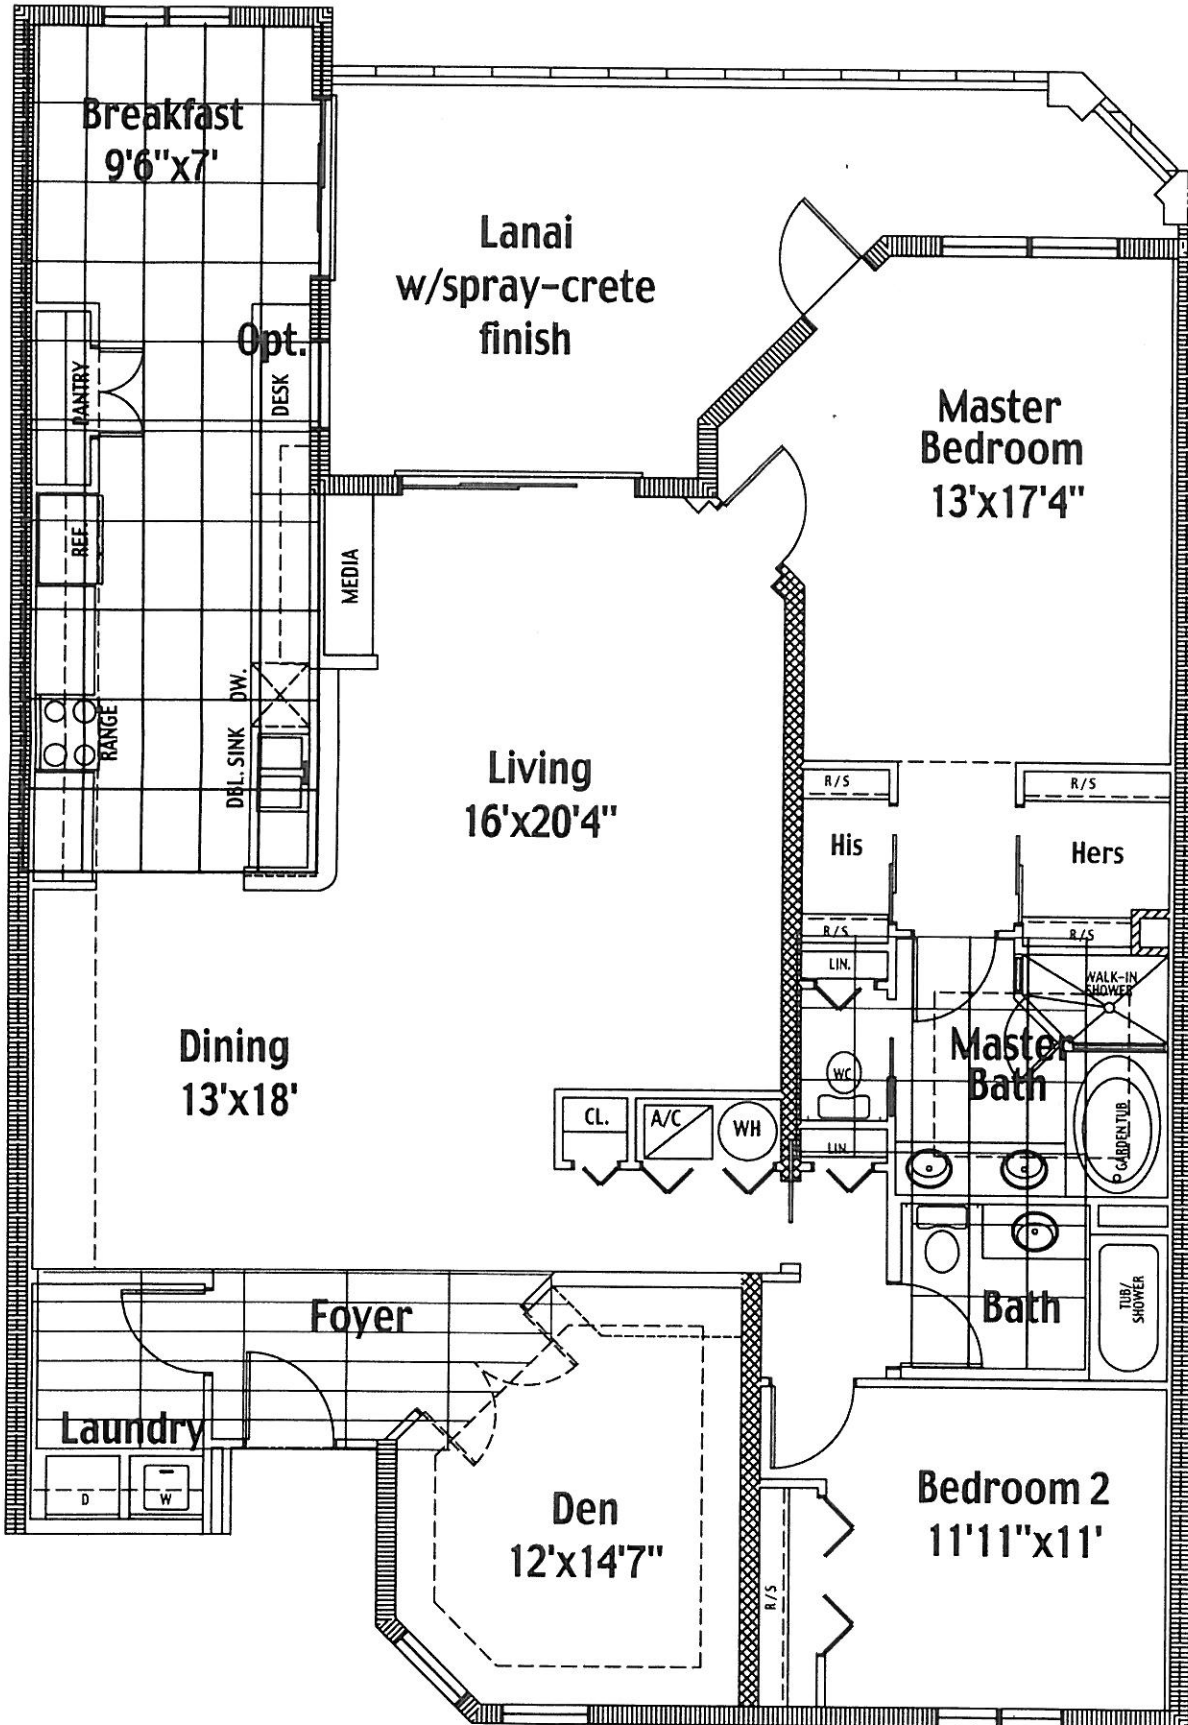 Breakfast
9'6"x7'
Lanai
w/spray-crete
finish
Opt.
PANTRY
DESK
Master
Bedroom
13'x17'4"
REF.
MEDIA
DW.
RANGE
DBL. SINK
Living
16'x20'4"
R/S
R/S
His
Hers
R/S
R/S
LIN.
WALK-IN
SHOWER
Dining
13'x18'
Master
Bath
WC
GARDEN TUB
CL.
A/C
WH
LIN.
Foyer
Bath
TUB/
SHOWER
Laundry
D
W
Den
12'x14'7"
Bedroom 2
11'11"x11'
R/S